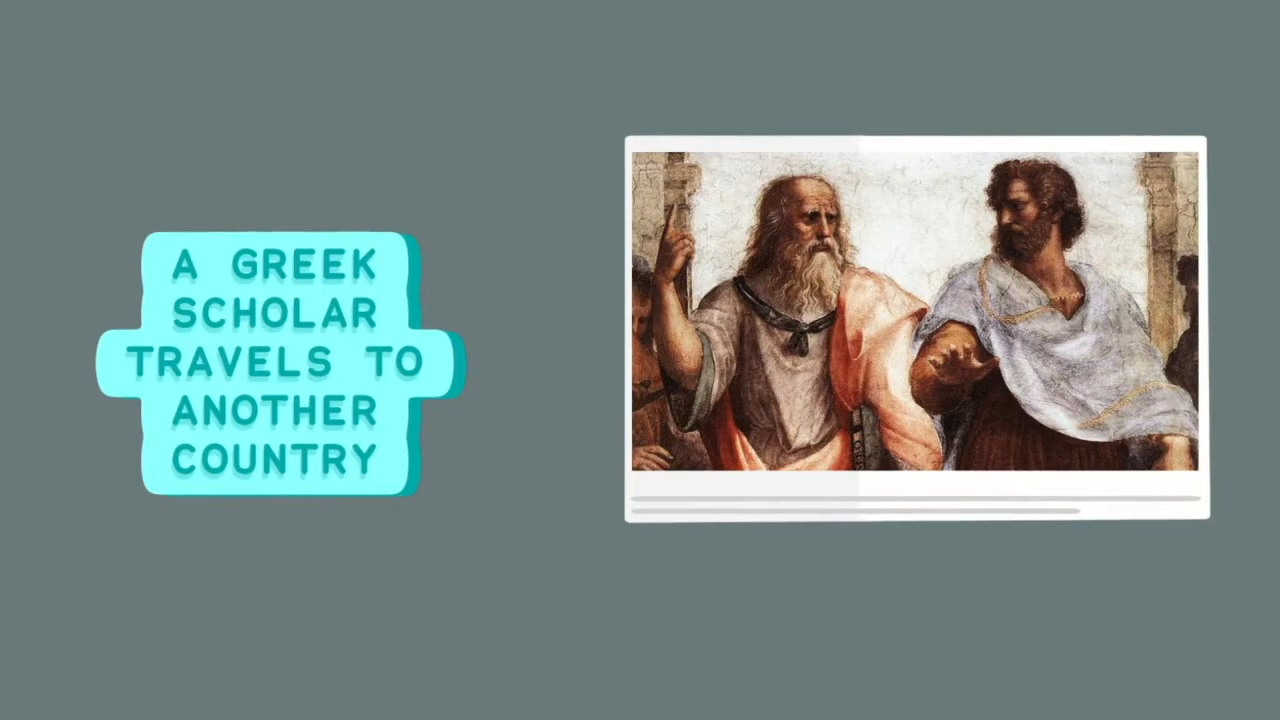 A GREEK
SCHOLAR
TRAVELS TO
ANOTHER
COUNTRY